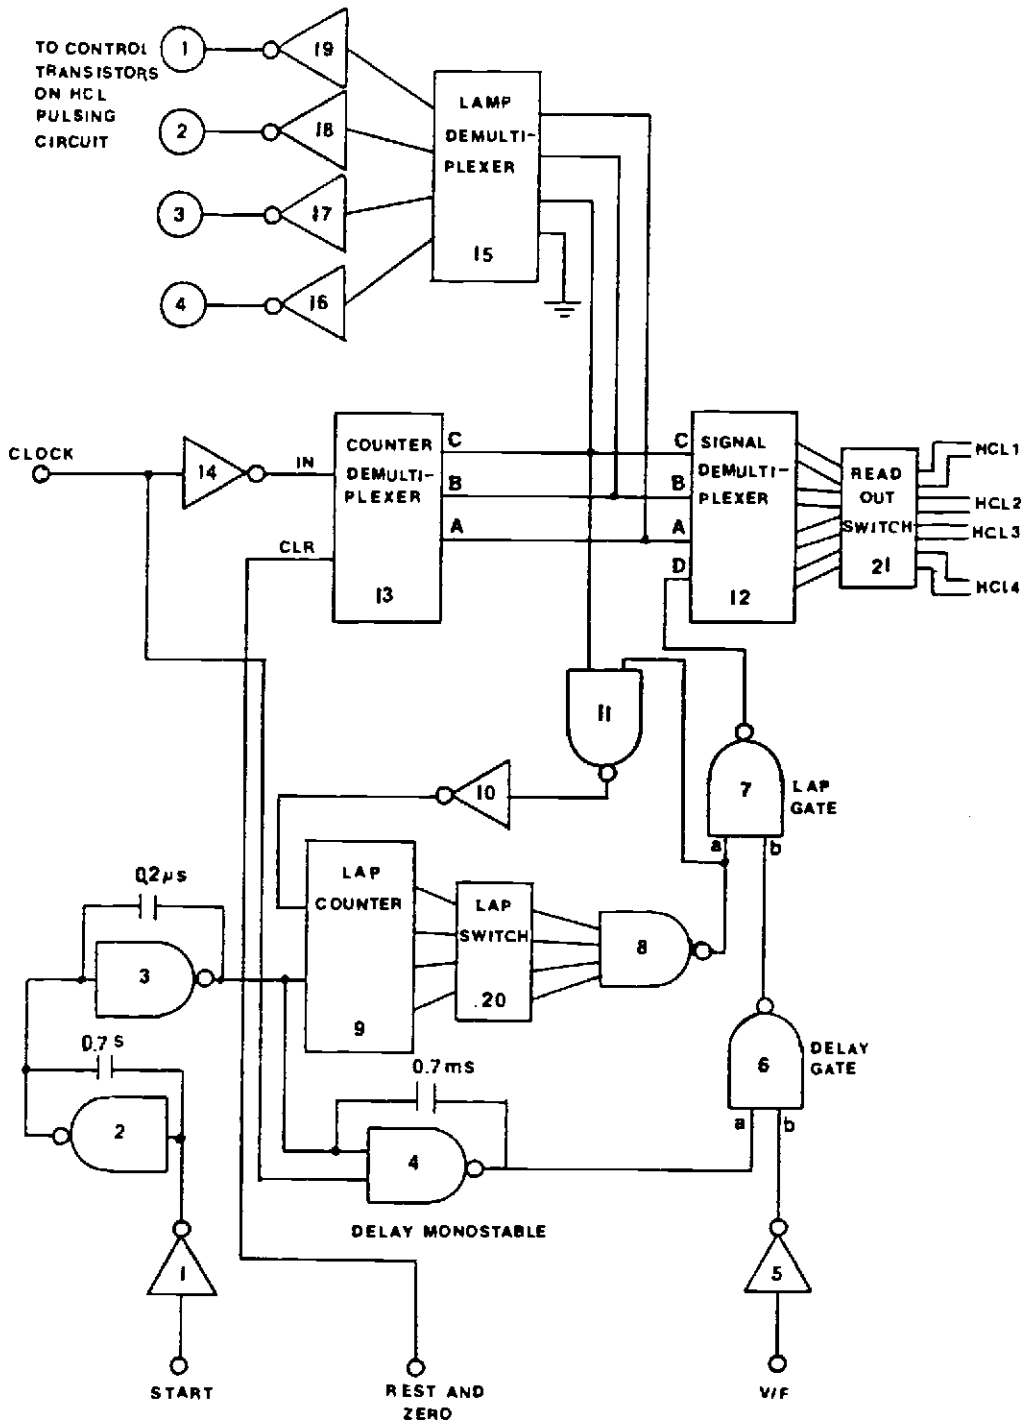 TO CONTROL
TRANSISTORS
ON HCL
PULSING
CIRCUIT
1
19
2
18
3
17
4
16
LAMP
DEMULTI-
PLEXER
15
CLOCK
14
IN
CLR
COUNTER
DEMULTI-
PLEXER
13
C
B
A
C
B
A
D
SIGNAL
DEMULTI-
PLEXER
12
READ
OUT
SWITCH
21
HCL1
HCL2
HCL3
HCl4
11
10
7
LAP
GATE
a
b
0.2µs
3
LAP
COUNTER
9
LAP
SWITCH
.20
8
0.7s
2
0.7ms
4
DELAY MONOSTABLE
6
DELAY
GATE
a
b
1
5
START
REST AND
ZERO
V/F